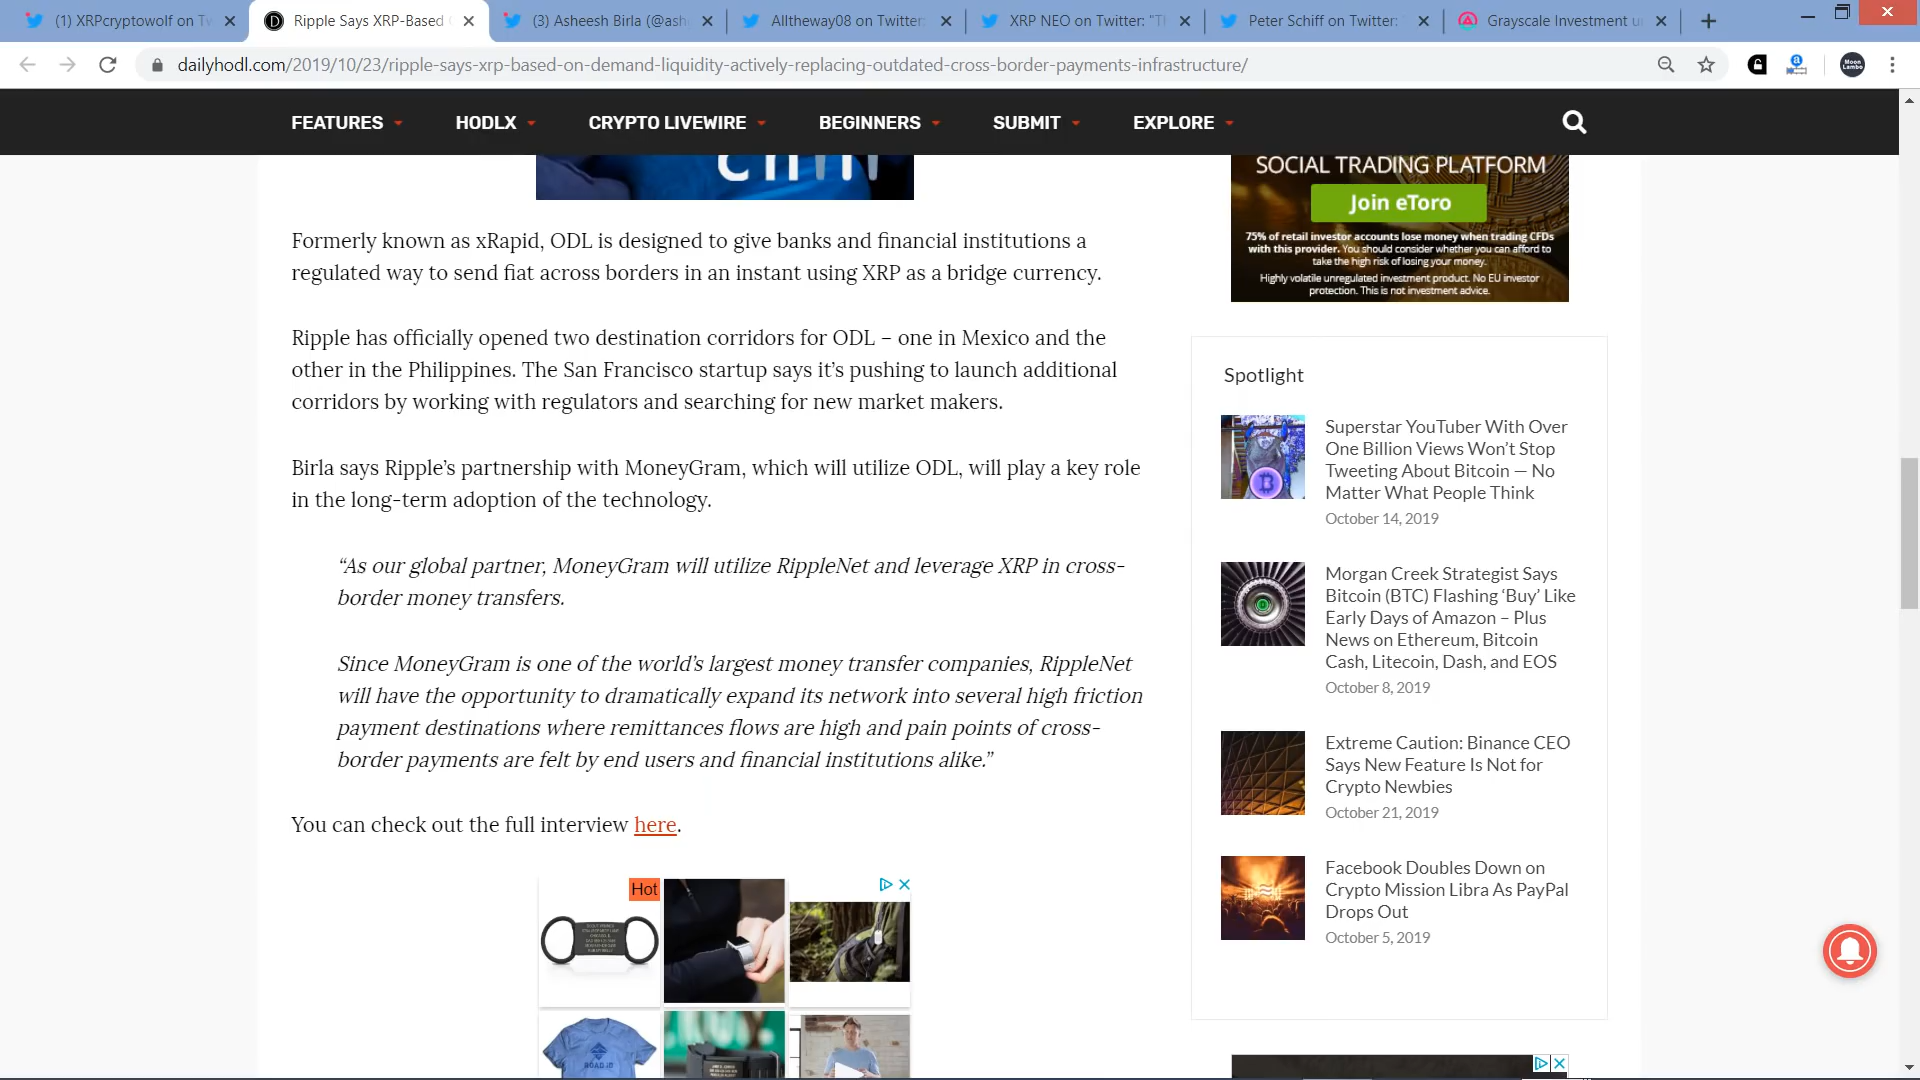 (1) XRPcryptowolf on Tw
Ripple Says XRP-Based
(3) Asheesh Birla (@ash
Alltheway08 on Twitter:
XRP NEO on Twitter: "Th
Peter Schiff on Twitter: "
Grayscale Investment u
dailyhodl.com/2019/10/23/ripple-says-xrp-based-on-demand-liquidity-actively-replacing-outdated-cross-border-payments-infrastructure/
Moon
Lambo
FEATURES
HODLX
CRYPTO LIVEWIRE
BEGINNERS
SUBMIT
EXPLORE
Formerly known as xRapid, ODL is designed to give banks and financial institutions a
regulated way to send fiat across borders in an instant using XRP as a bridge currency.
Ripple has officially opened two destination corridors for ODL – one in Mexico and the
other in the Philippines. The San Francisco startup says it’s pushing to launch additional
corridors by working with regulators and searching for new market makers.
Birla says Ripple’s partnership with MoneyGram, which will utilize ODL, will play a key role
in the long-term adoption of the technology.
“As our global partner, MoneyGram will utilize RippleNet and leverage XRP in cross-
border money transfers.
Since MoneyGram is one of the world’s largest money transfer companies, RippleNet
will have the opportunity to dramatically expand its network into several high friction
payment destinations where remittances flows are high and pain points of cross-
border payments are felt by end users and financial institutions alike.”
You can check out the full interview here.
Hot
SOCIAL TRADING PLATFORM
Join eToro
75% of retail investor accounts lose money when trading CFDs
with this provider. You should consider whether you can afford to
take the high risk of losing your money.
Highly volatile unregulated investment product. No EU investor
protection. This is not investment advice.
Spotlight
Superstar YouTuber With Over
One Billion Views Won’t Stop
Tweeting About Bitcoin — No
Matter What People Think
October 14, 2019
Morgan Creek Strategist Says
Bitcoin (BTC) Flashing ‘Buy’ Like
Early Days of Amazon – Plus
News on Ethereum, Bitcoin
Cash, Litecoin, Dash, and EOS
October 8, 2019
Extreme Caution: Binance CEO
Says New Feature Is Not for
Crypto Newbies
October 21, 2019
Facebook Doubles Down on
Crypto Mission Libra As PayPal
Drops Out
October 5, 2019